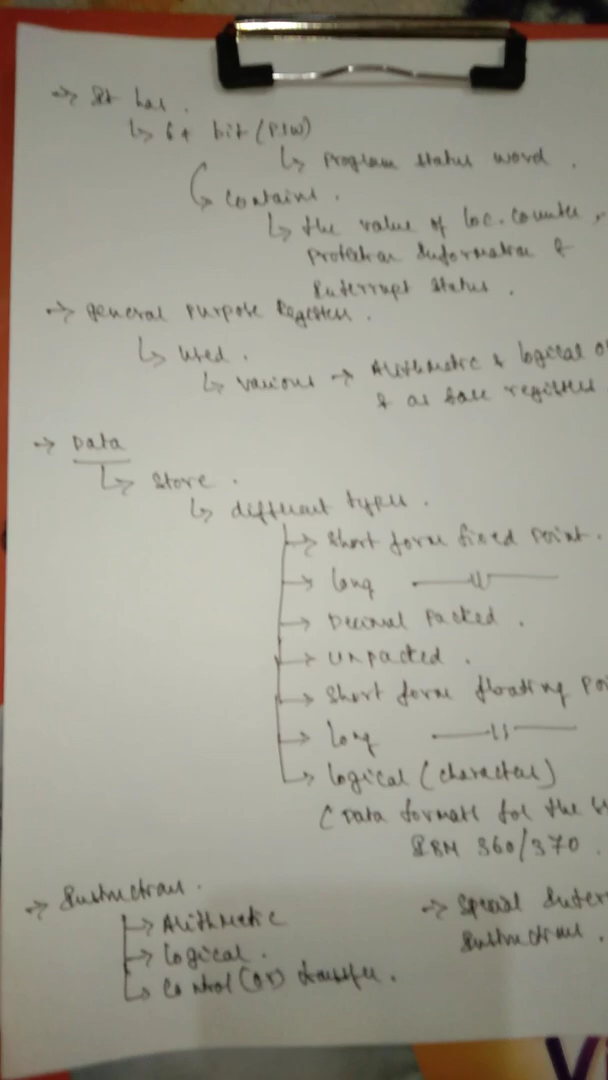 → It has.
↳ 64 bit (PSW)
↳ Program status word.
↳ contains.
↳ the value of loc. counter,
protection Information &
Interrupt status.
→ general purpose Registers.
↳ used.
↳ various → Arithmetic & logical
& as base registers
→ Data
↳ store.
↳ different types.
→ short form fixed point.
→ long —〃—
→ Decimal Packed.
→ unpacked.
→ short form floating
→ long —〃—
→ logical (character)
( Data formats for the
IBM 360/370.
→ Instructions.
→ Arithmetic
→ logical.
→ control (or) transfer.
→ Special
Instructions.